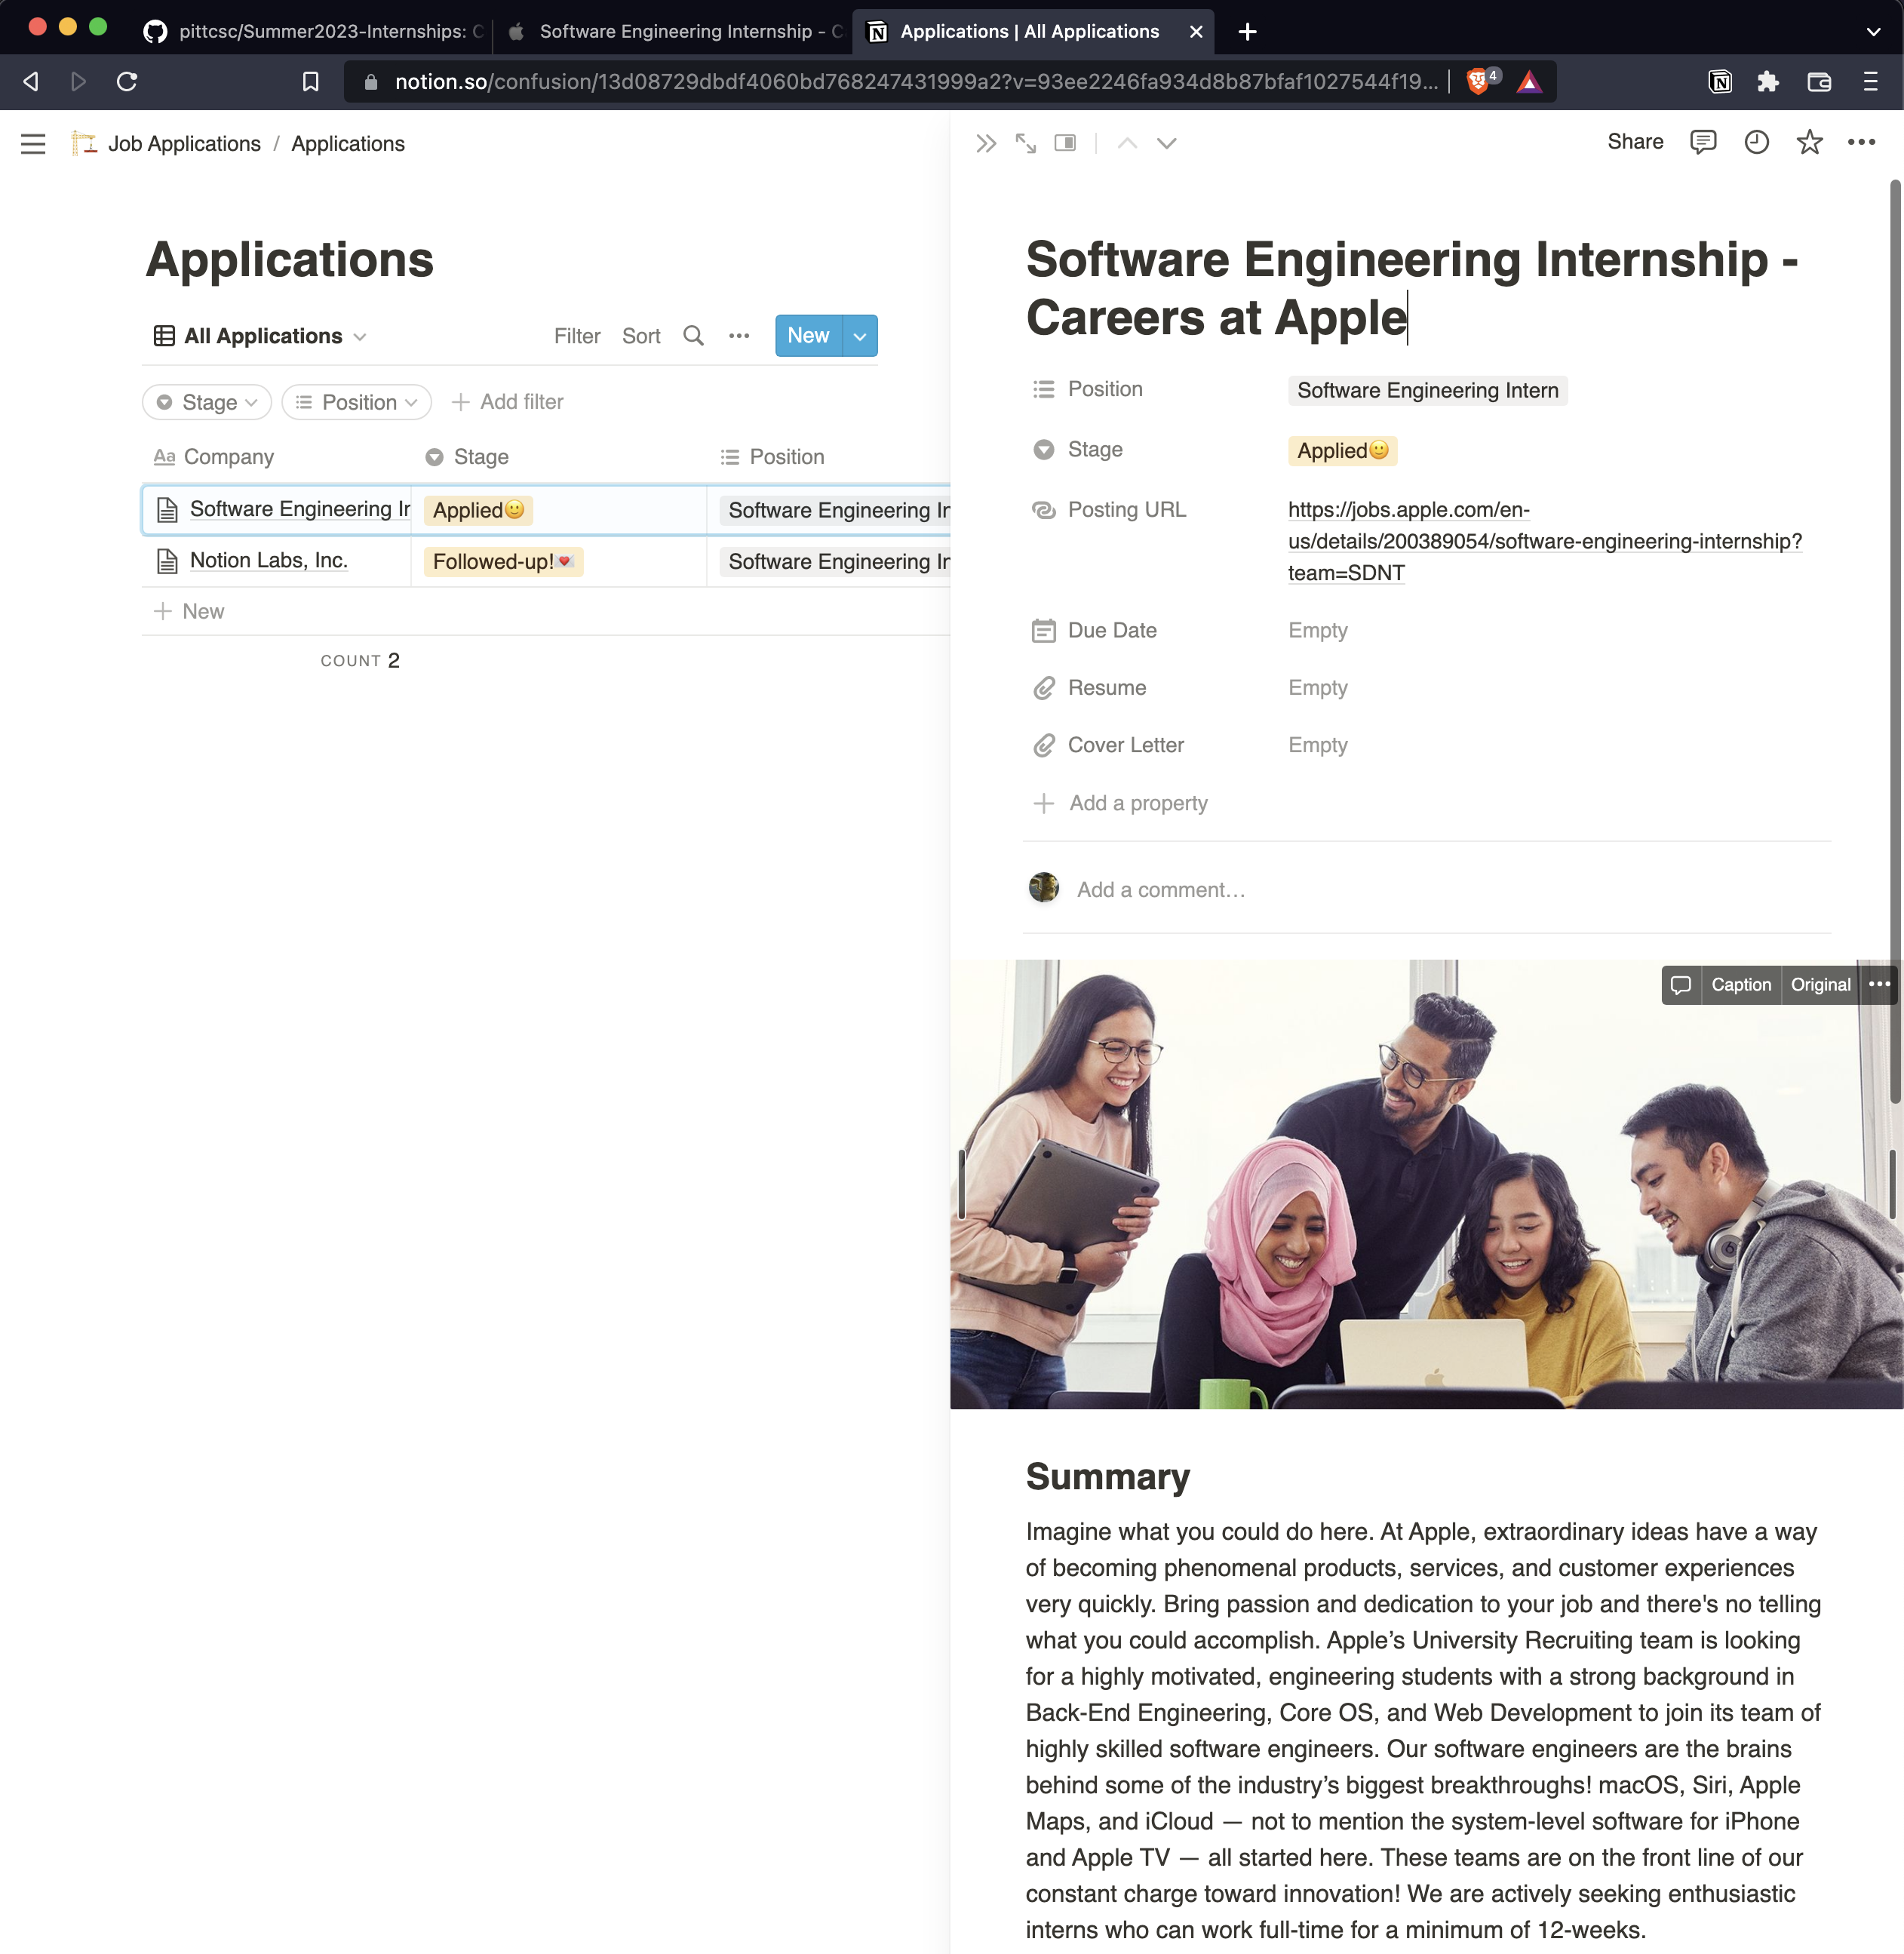 pittcsc/Summer2023-Internships: C
Software Engineering Internship - C
Applications | All Applications
notion.so/confusion/13d08729dbdf4060bd768247431999a2?v=93ee2246fa934d8b87bfaf1027544f19...
4
Job Applications / Applications
Share
Applications
All Applications
Filter
Sort
New
Stage
Position
Add filter
Aa Company
Stage
Position
Software Engineering Ir
Applied🙂
Software Engineering Ir
Notion Labs, Inc.
Followed-up!💌
Software Engineering Ir
New
COUNT 2
Software Engineering Internship -
Careers at Apple
Position
Software Engineering Intern
Stage
Applied🙂
Posting URL
https://jobs.apple.com/en-
us/details/200389054/software-engineering-internship?
team=SDNT
Due Date
Empty
Resume
Empty
Cover Letter
Empty
Add a property
Add a comment…
Caption
Original
Summary
Imagine what you could do here. At Apple, extraordinary ideas have a way
of becoming phenomenal products, services, and customer experiences
very quickly. Bring passion and dedication to your job and there's no telling
what you could accomplish. Apple’s University Recruiting team is looking
for a highly motivated, engineering students with a strong background in
Back-End Engineering, Core OS, and Web Development to join its team of
highly skilled software engineers. Our software engineers are the brains
behind some of the industry’s biggest breakthroughs! macOS, Siri, Apple
Maps, and iCloud — not to mention the system-level software for iPhone
and Apple TV — all started here. These teams are on the front line of our
constant charge toward innovation! We are actively seeking enthusiastic
interns who can work full-time for a minimum of 12-weeks.